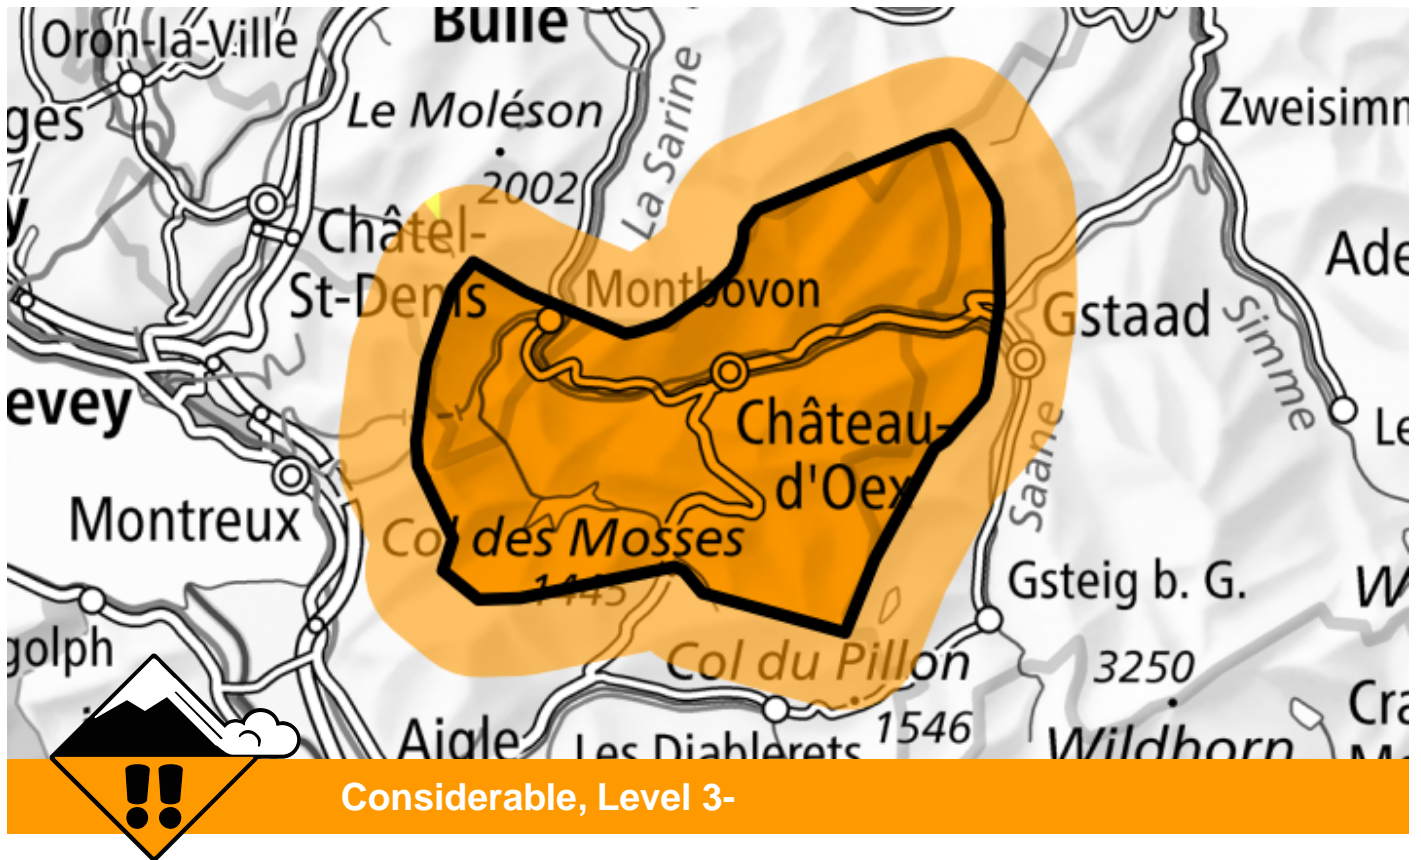 Oron-la-Ville
Bulle
Le Moléson
2002
La Sarine
Zweisimm
ges
y
Châtel-
St-Denis
Montbovon
Gstaad
Ade
Simme
evey
Château-
d'Oex
Le
Montreux
Col des Mosses
1445
Saane
Gsteig b. G.
W
golph
Col du Pillon
1546
3250
Wildhorn
Cra
Mo
Aigle
Les Diablerets
Considerable, Level 3-